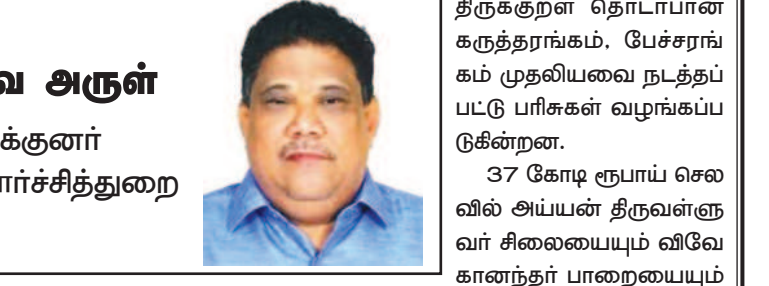 வ அருள்
க்குனர்
ார்ச்சித்துறை
திருக்குறள் தொடர்பான
கருத்தரங்கம், பேச்சரங்
கம் முதலியவை நடத்தப்
பட்டு பரிசுகள் வழங்கப்ப
டுகின்றன.
37 கோடி ரூபாய் செல
வில் அய்யன் திருவள்ளு
வர் சிலையையும் விவே
கானந்தர் பாறையையும்